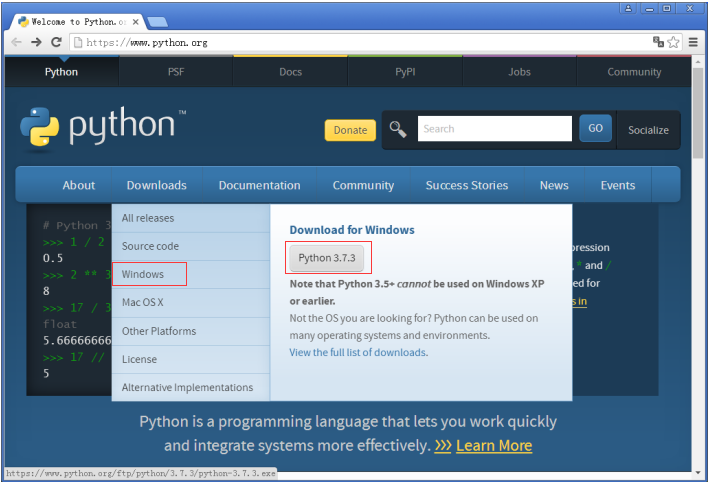 Welcome to Python.o
https://www.python.org
Python
PSF
Docs
PyPI
Jobs
Community
python™
Donate
Search
GO
Socialize
About
Downloads
Documentation
Community
Success Stories
News
Events
# Python 3
>>> 1 / 2
0.5
>>> 2 ** 3
8
>>> 17 / 3
float
5.66666666
>>> 17 //
5
All releases
Source code
Windows
Mac OS X
Other Platforms
License
Alternative Implementations
Download for Windows
Python 3.7.3
Note that Python 3.5+ cannot be used on Windows XP
or earlier.
Not the OS you are looking for? Python can be used on
many operating systems and environments.
View the full list of downloads.
pression
, * and /
ed for
s in
Python is a programming language that lets you work quickly
and integrate systems more effectively. >>> Learn More
https://www.python.org/ftp/python/3.7.3/python-3.7.3.exe